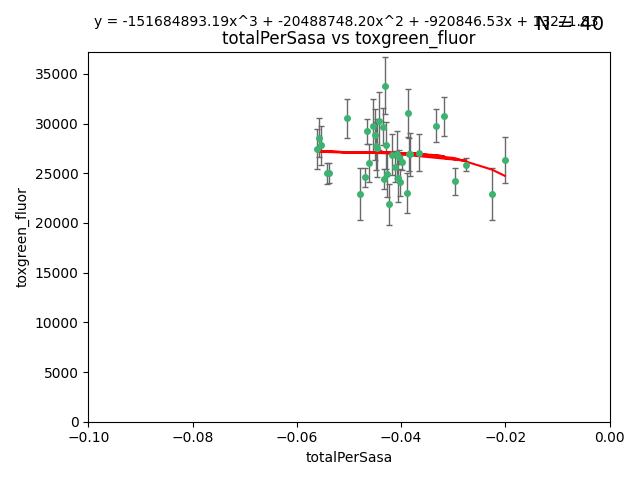 y = -151684893.19x^3 + -20488748.20x^2 + -920846.53x +
N = 40
totalPerSasa vs toxgreen_fluor
35000
30000
25000
20000
15000
10000
5000
0
toxgreen_fluor
−0.10
−0.08
−0.06
−0.04
−0.02
0.00
totalPerSasa